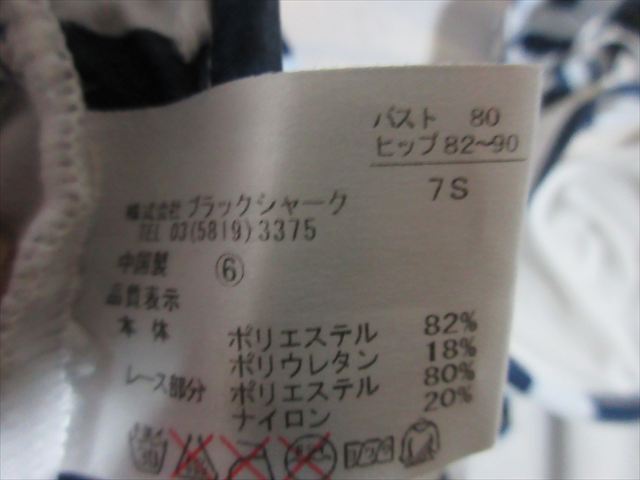 バスト 80
ヒップ 82〜90
7S
株式会社 ブラックシャーク
TEL 03(5819)3375
中国製 ⑥
品質表示
本体 ポリエステル 82%
ポリウレタン 18%
レース部分 ポリエステル 80%
ナイロン 20%